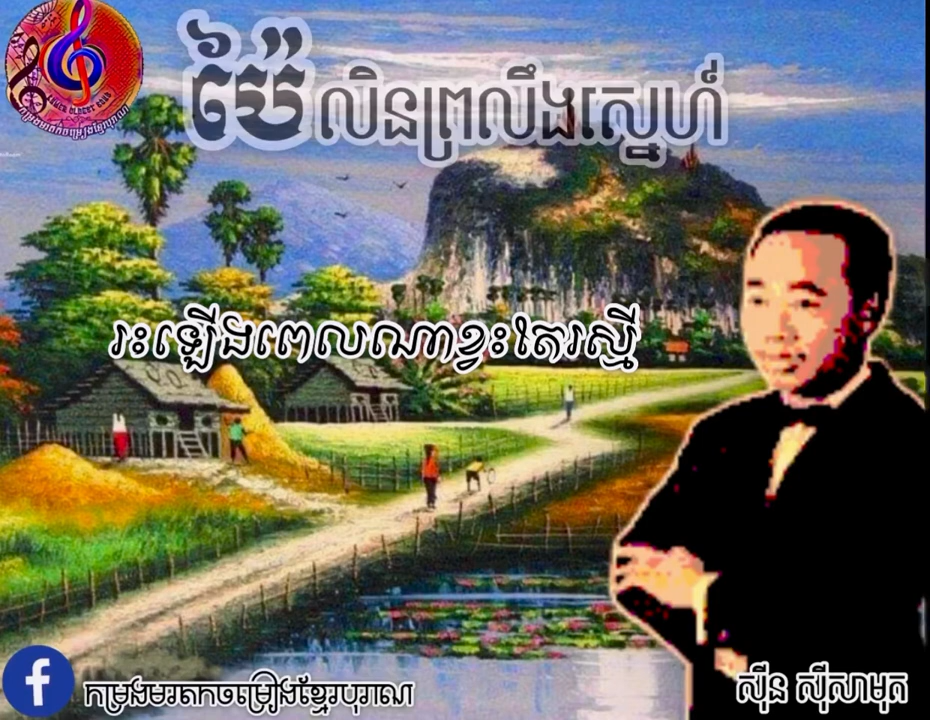 ប៉ៃលិនព្រលឹងស្នេហ៍
រះឡើងពេលណាខ្វះតែរស្មី
កម្រងមរតកចម្រៀងខ្មែរបុរាណ
ស៊ីន ស៊ីសាមុត